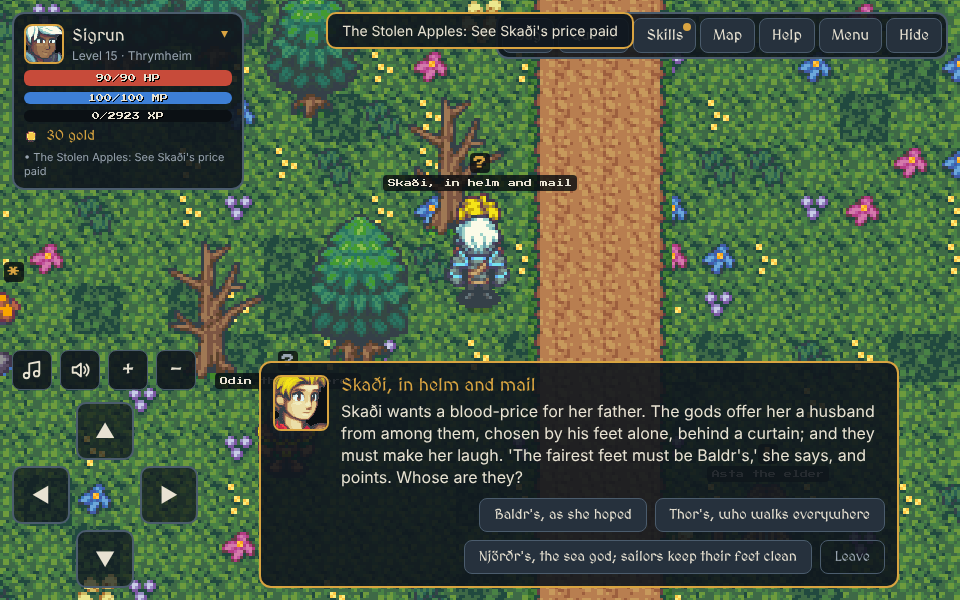 Sigrun
Level 15 · Thrymheim
90/90 HP
100/100 MP
0/2923 XP
30 gold
• The Stolen Apples: See Skaði's price
paid
The Stolen Apples: See Skaði's price paid
Skills
Map
Help
Menu
Hide
?
Skaði, in helm and mail
*
?
Odin
Skaði, in helm and mail
Skaði wants a blood-price for her father. The gods offer her a husband
from among them, chosen by his feet alone, behind a curtain; and they
must make her laugh. 'The fairest feet must be Baldr's,' she says, and
points. Whose are they?
Asta the elder
Baldr's, as she hoped
Thor's, who walks everywhere
Njörðr's, the sea god; sailors keep their feet clean
Leave